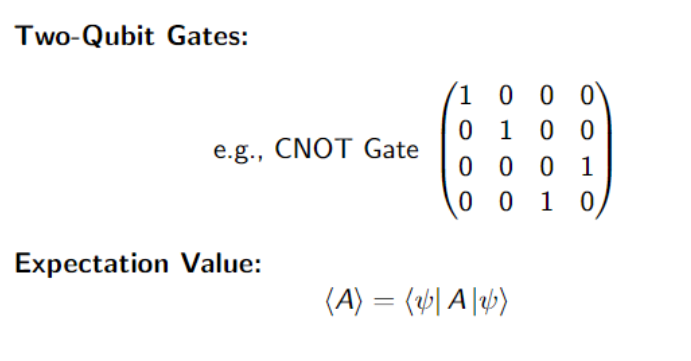 Two-Qubit Gates:
e.g., CNOT Gate
1 0 0 0
0 1 0 0
0 0 0 1
0 0 1 0
Expectation Value:
⟨A⟩ = ⟨ψ| A |ψ⟩